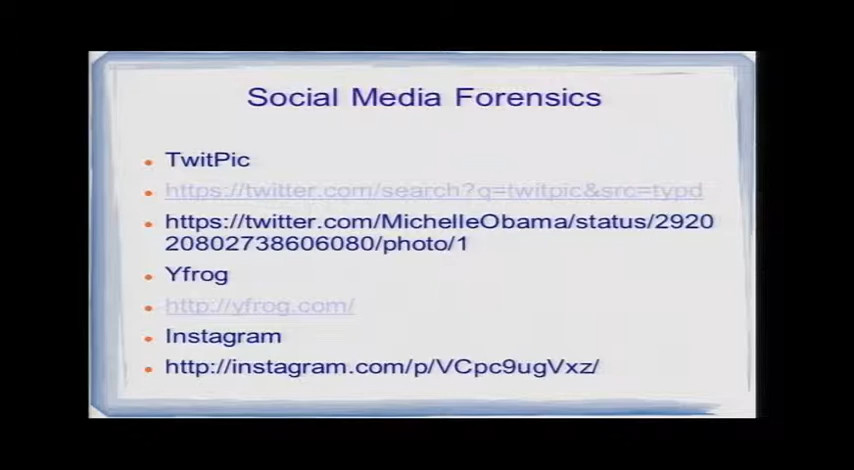 Social Media Forensics
TwitPic
https://twitter.com/search?q=twitpic&src=typd
https://twitter.com/MichelleObama/status/2920
20802738606080/photo/1
Yfrog
http://yfrog.com/
Instagram
http://instagram.com/p/VCpc9ugVxz/